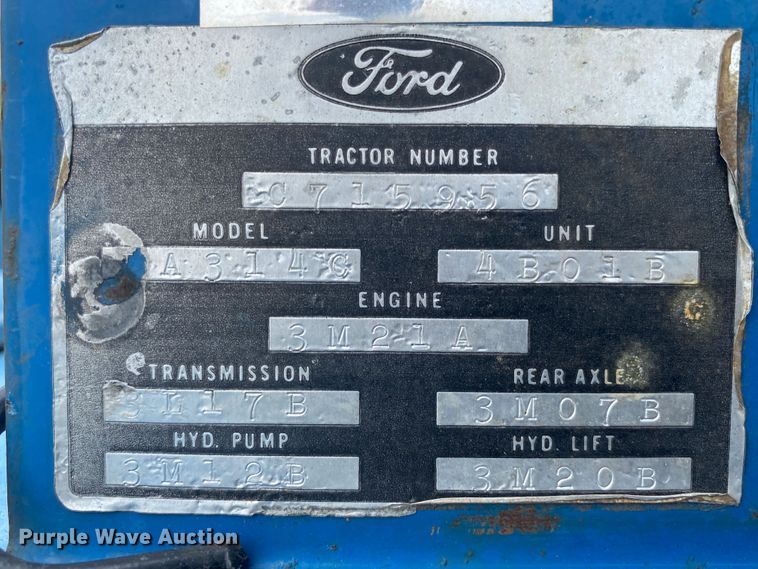 Ford
TRACTOR NUMBER
C715956
MODEL UNIT
A314C 4B01B
ENGINE
3M21A
TRANSMISSION REAR AXLE
3L17B 3M07B
HYD. PUMP HYD. LIFT
3M12B 3M20B
Purple Wave Auction